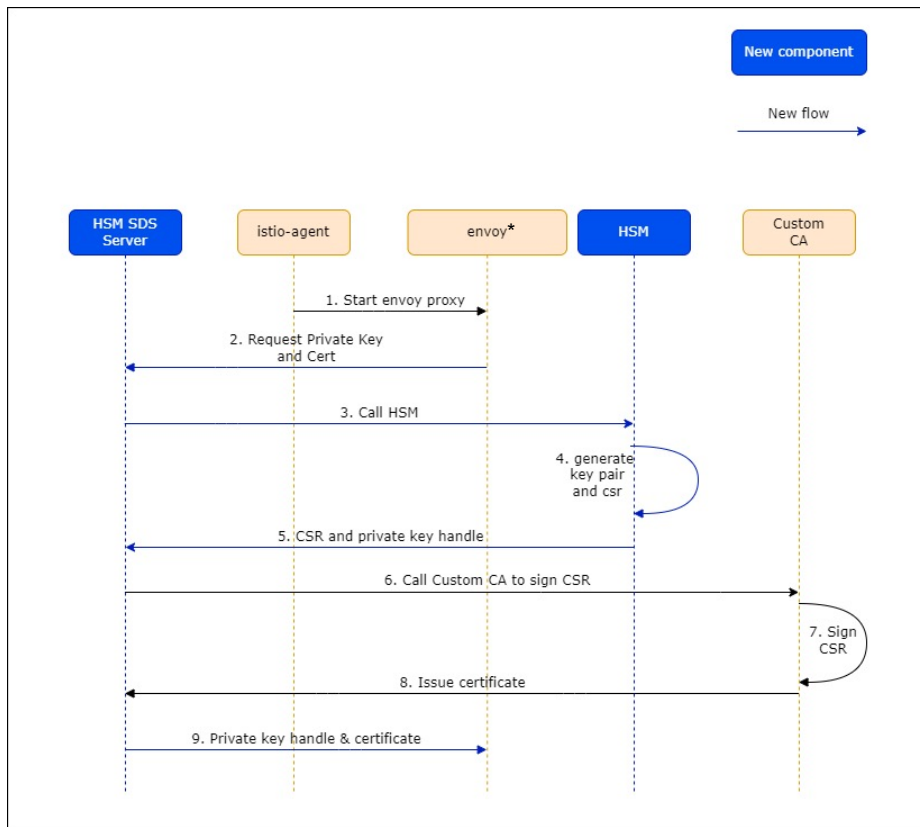 New component
New flow
HSM SDS
Server
istio-agent
envoy*
HSM
Custom
CA
1. Start envoy proxy
2. Request Private Key
and Cert
3. Call HSM
4. generate
key pair
and csr
5. CSR and private key handle
6. Call Custom CA to sign CSR
7. Sign
CSR
8. Issue certificate
9. Private key handle & certificate